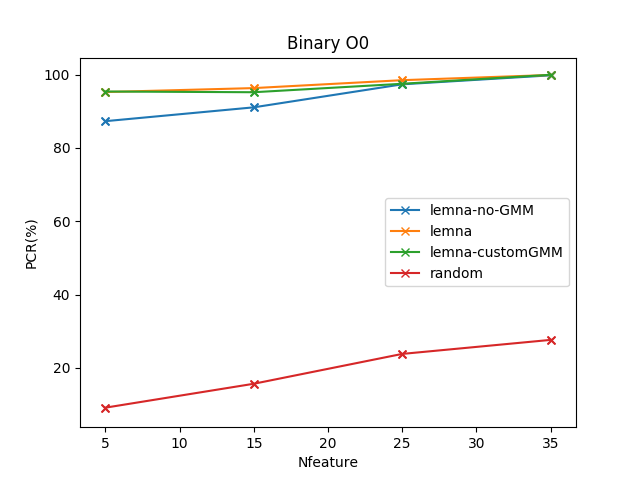 Binary O0
100
80
60
40
20
PCR(%)
lemna-no-GMM
lemna
lemna-customGMM
random
5 10 15 20 25 30 35
Nfeature